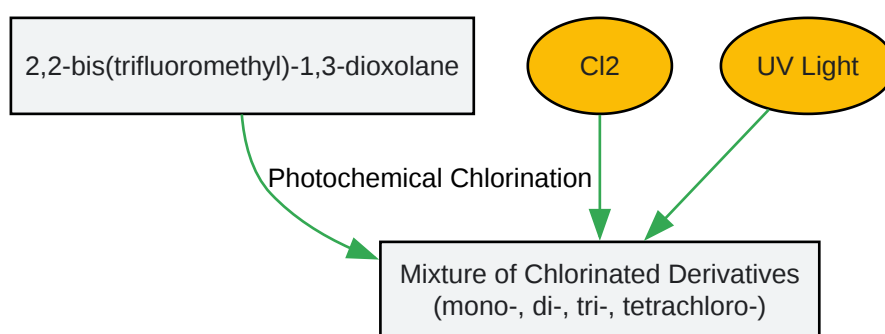 2,2-bis(trifluoromethyl)-1,3-dioxolane
Cl2
UV Light
Photochemical Chlorination
Mixture of Chlorinated Derivatives
(mono-, di-, tri-, tetrachloro-)